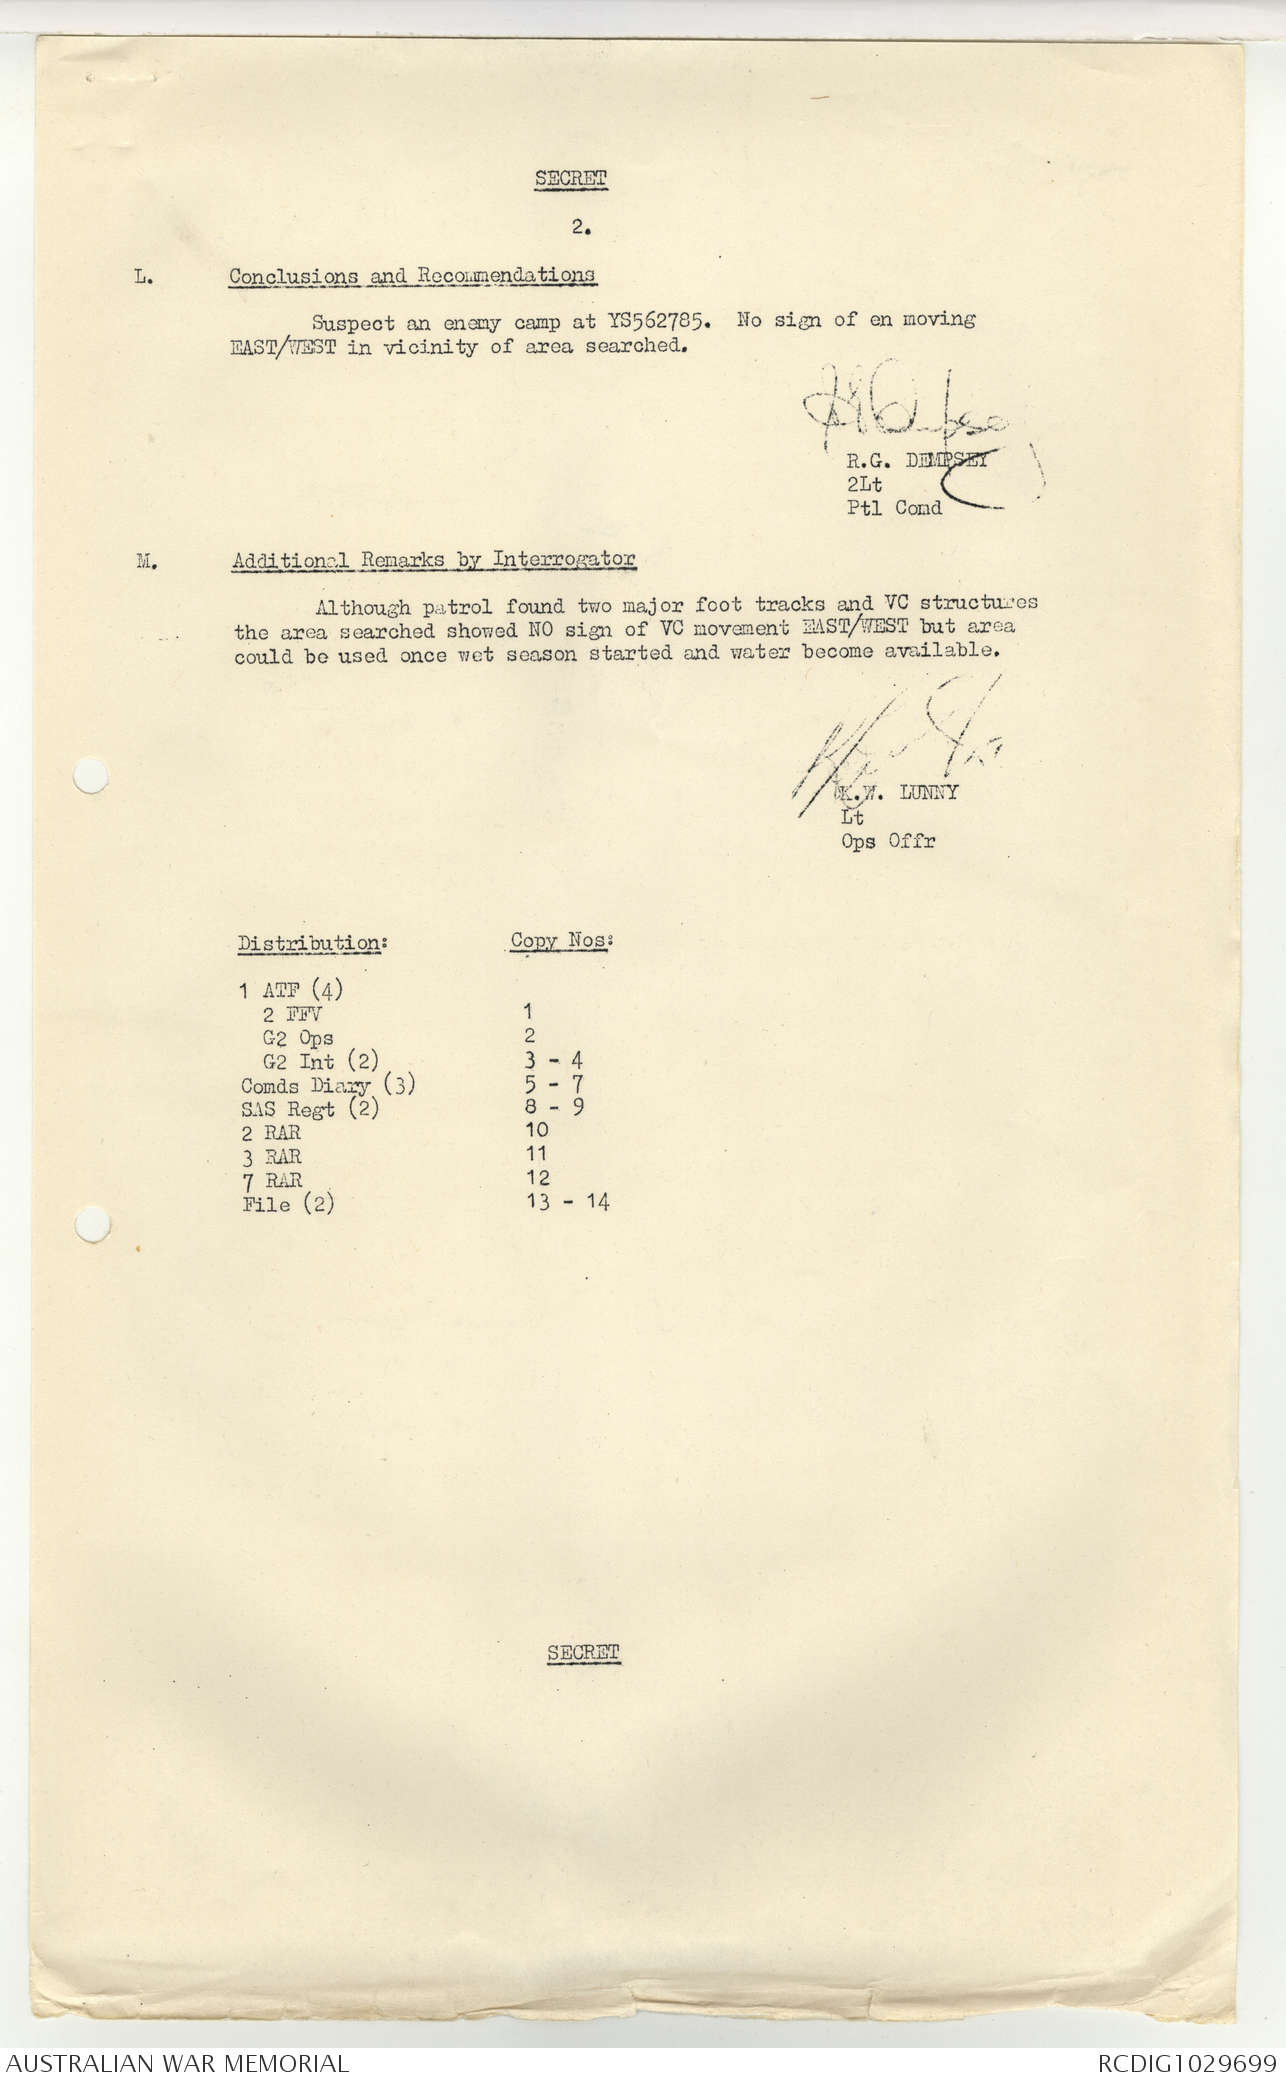 SECRET
2.
L. Conclusions and Recommendations
Suspect an enemy camp at YS562785. No sign of en moving
EAST/WEST in vicinity of area searched.
R.G. DEMPSEY
2Lt
Ptl Comd
M. Additional Remarks by Interrogator
Although patrol found two major foot tracks and VC structures
the area searched showed NO sign of VC movement EAST/WEST but area
could be used once wet season started and water become available.
K.W. LUNNY
Lt
Ops Offr
Distribution: Copy Nos:
1 ATF (4)
2 FFV 1
G2 Ops 2
G2 Int (2) 3 - 4
Comds Diary (3) 5 - 7
SAS Regt (2) 8 - 9
2 RAR 10
3 RAR 11
7 RAR 12
File (2) 13 - 14
SECRET
AUSTRALIAN WAR MEMORIAL RCDIG1029699